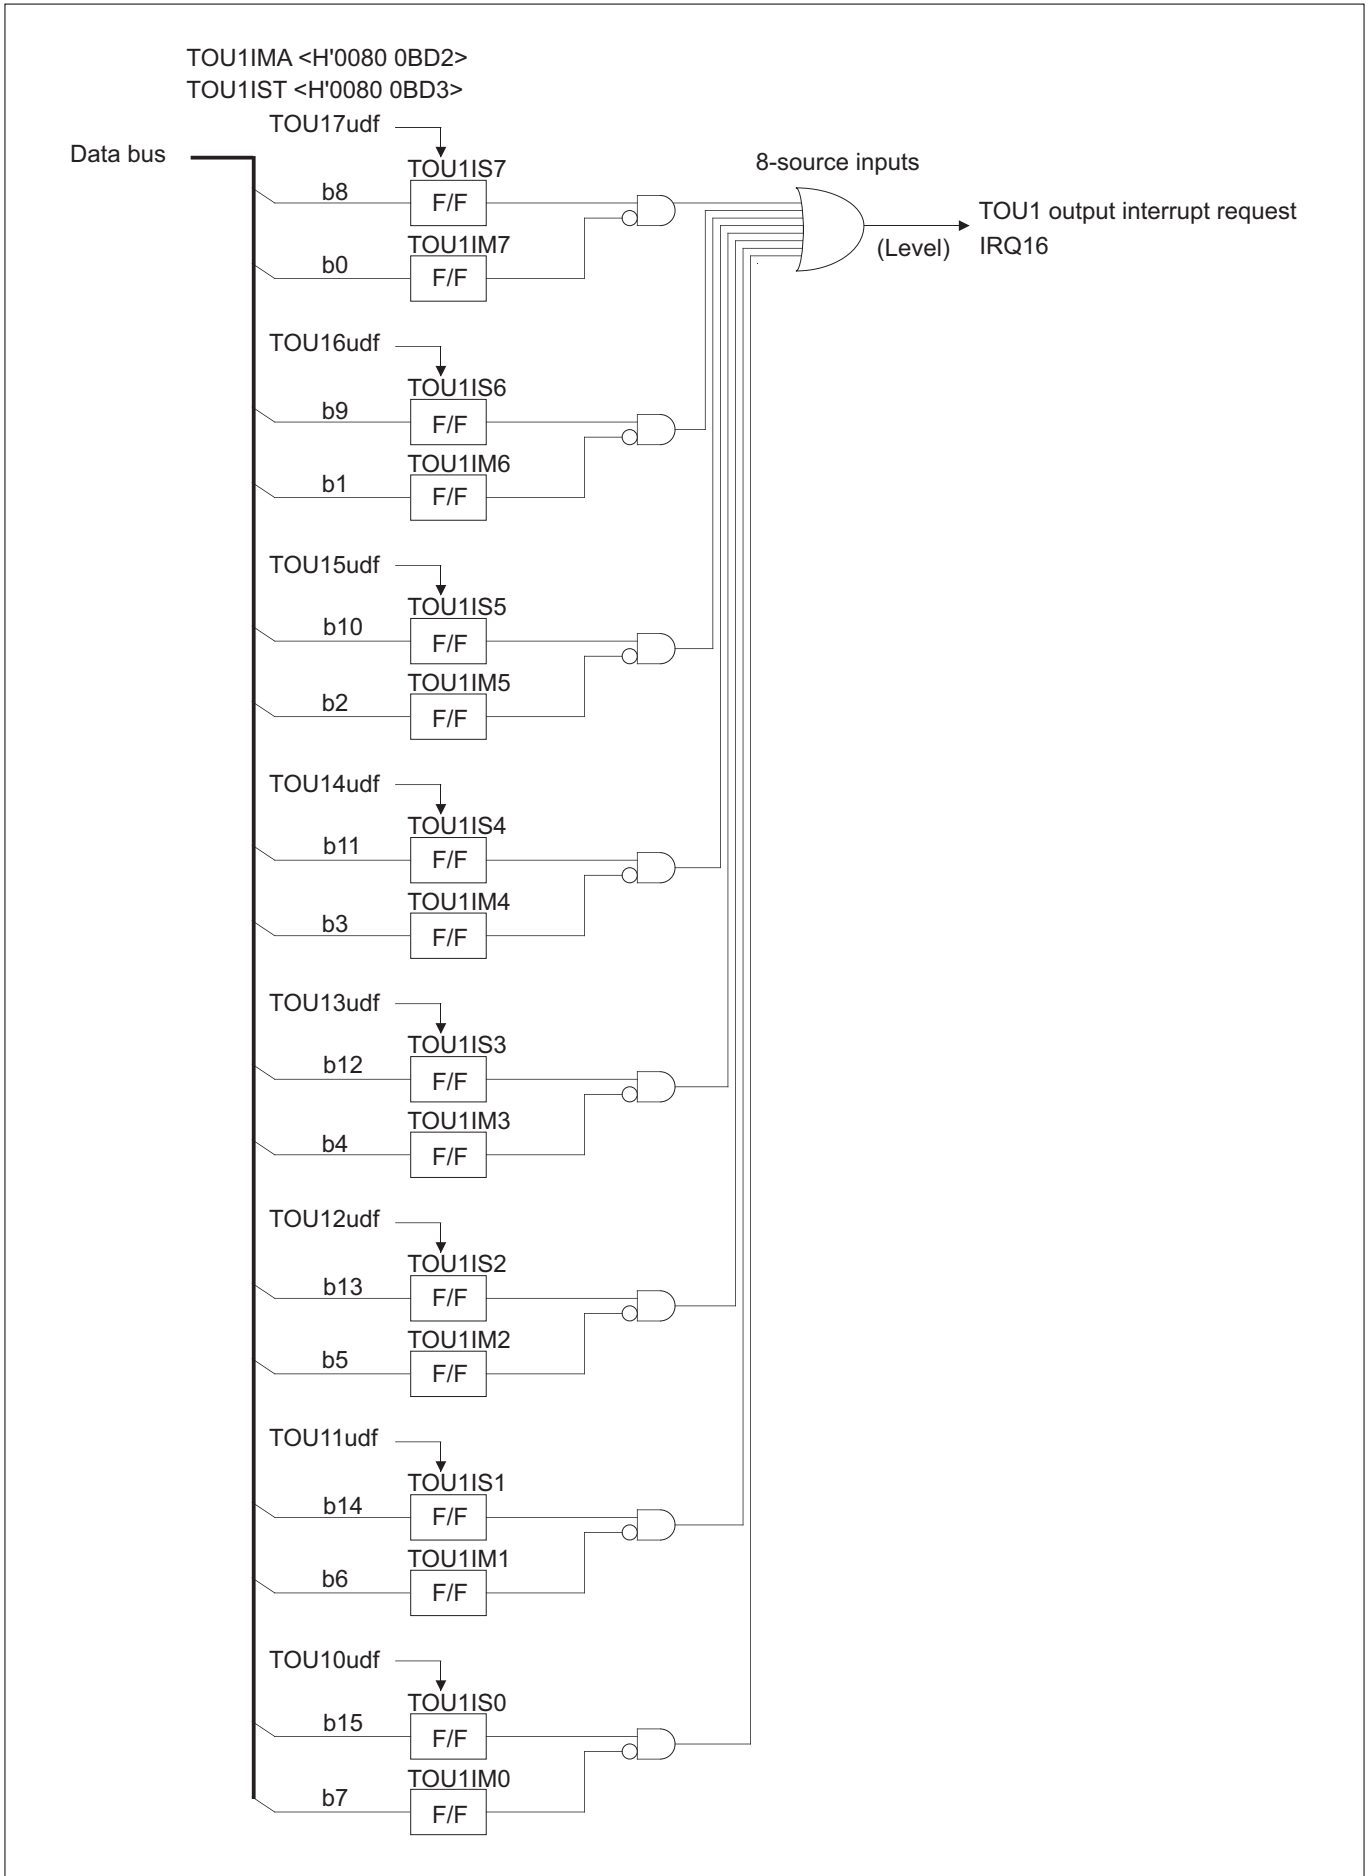 TOU1IMA <H'0080 0BD2>
TOU1IST <H'0080 0BD3>
TOU17udf
Data bus
TOU1IS7
8-source inputs
b8
F/F
TOU1 output interrupt request
(Level)
IRQ16
TOU1IM7
b0
F/F
TOU16udf
TOU1IS6
b9
F/F
TOU1IM6
b1
F/F
TOU15udf
TOU1IS5
b10
F/F
TOU1IM5
b2
F/F
TOU14udf
TOU1IS4
b11
F/F
TOU1IM4
b3
F/F
TOU13udf
TOU1IS3
b12
F/F
TOU1IM3
b4
F/F
TOU12udf
TOU1IS2
b13
F/F
TOU1IM2
b5
F/F
TOU11udf
TOU1IS1
b14
F/F
TOU1IM1
b6
F/F
TOU10udf
TOU1IS0
b15
F/F
TOU1IM0
b7
F/F